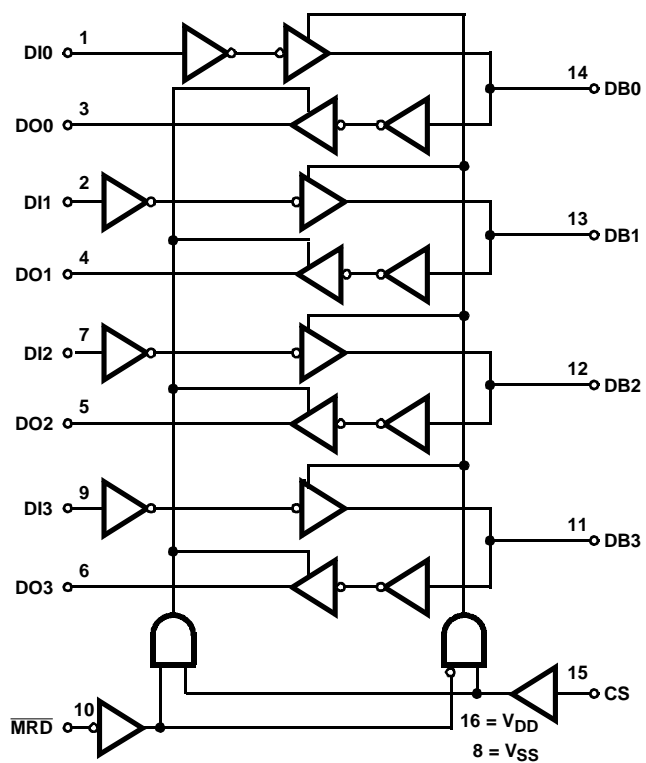 DI0 1
14 DB0
DO0 3
DI1 2
13 DB1
DO1 4
DI2 7
12 DB2
DO2 5
DI3 9
11 DB3
DO3 6
15 CS
MRD 10
16 = VDD
8 = VSS